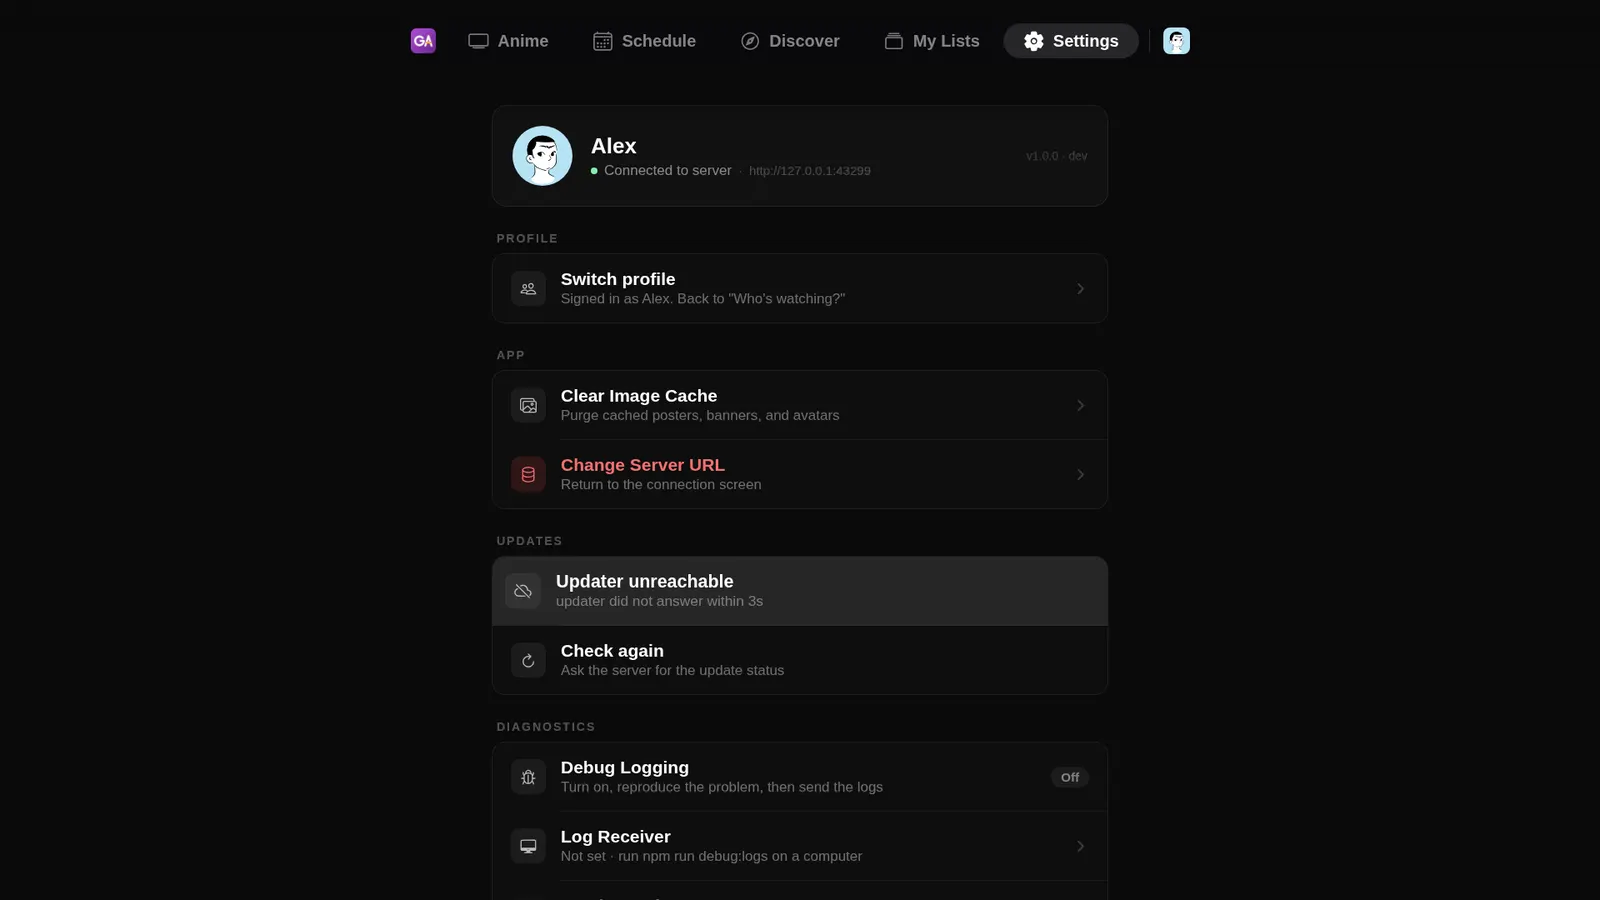 GA
Anime
Schedule
Discover
My Lists
Settings
Alex
Connected to server · http://127.0.0.1:43299
v1.0.0 · dev
PROFILE
Switch profile
Signed in as Alex. Back to "Who's watching?"
APP
Clear Image Cache
Purge cached posters, banners, and avatars
Change Server URL
Return to the connection screen
UPDATES
Updater unreachable
updater did not answer within 3s
Check again
Ask the server for the update status
DIAGNOSTICS
Debug Logging
Turn on, reproduce the problem, then send the logs
Off
Log Receiver
Not set · run npm run debug:logs on a computer